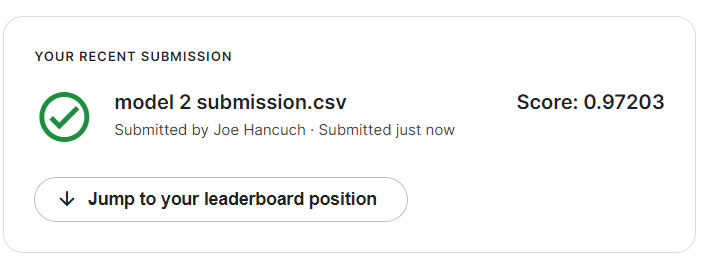 YOUR RECENT SUBMISSION
model 2 submission.csv
Score: 0.97203
Submitted by Joe Hancuch · Submitted just now
Jump to your leaderboard position